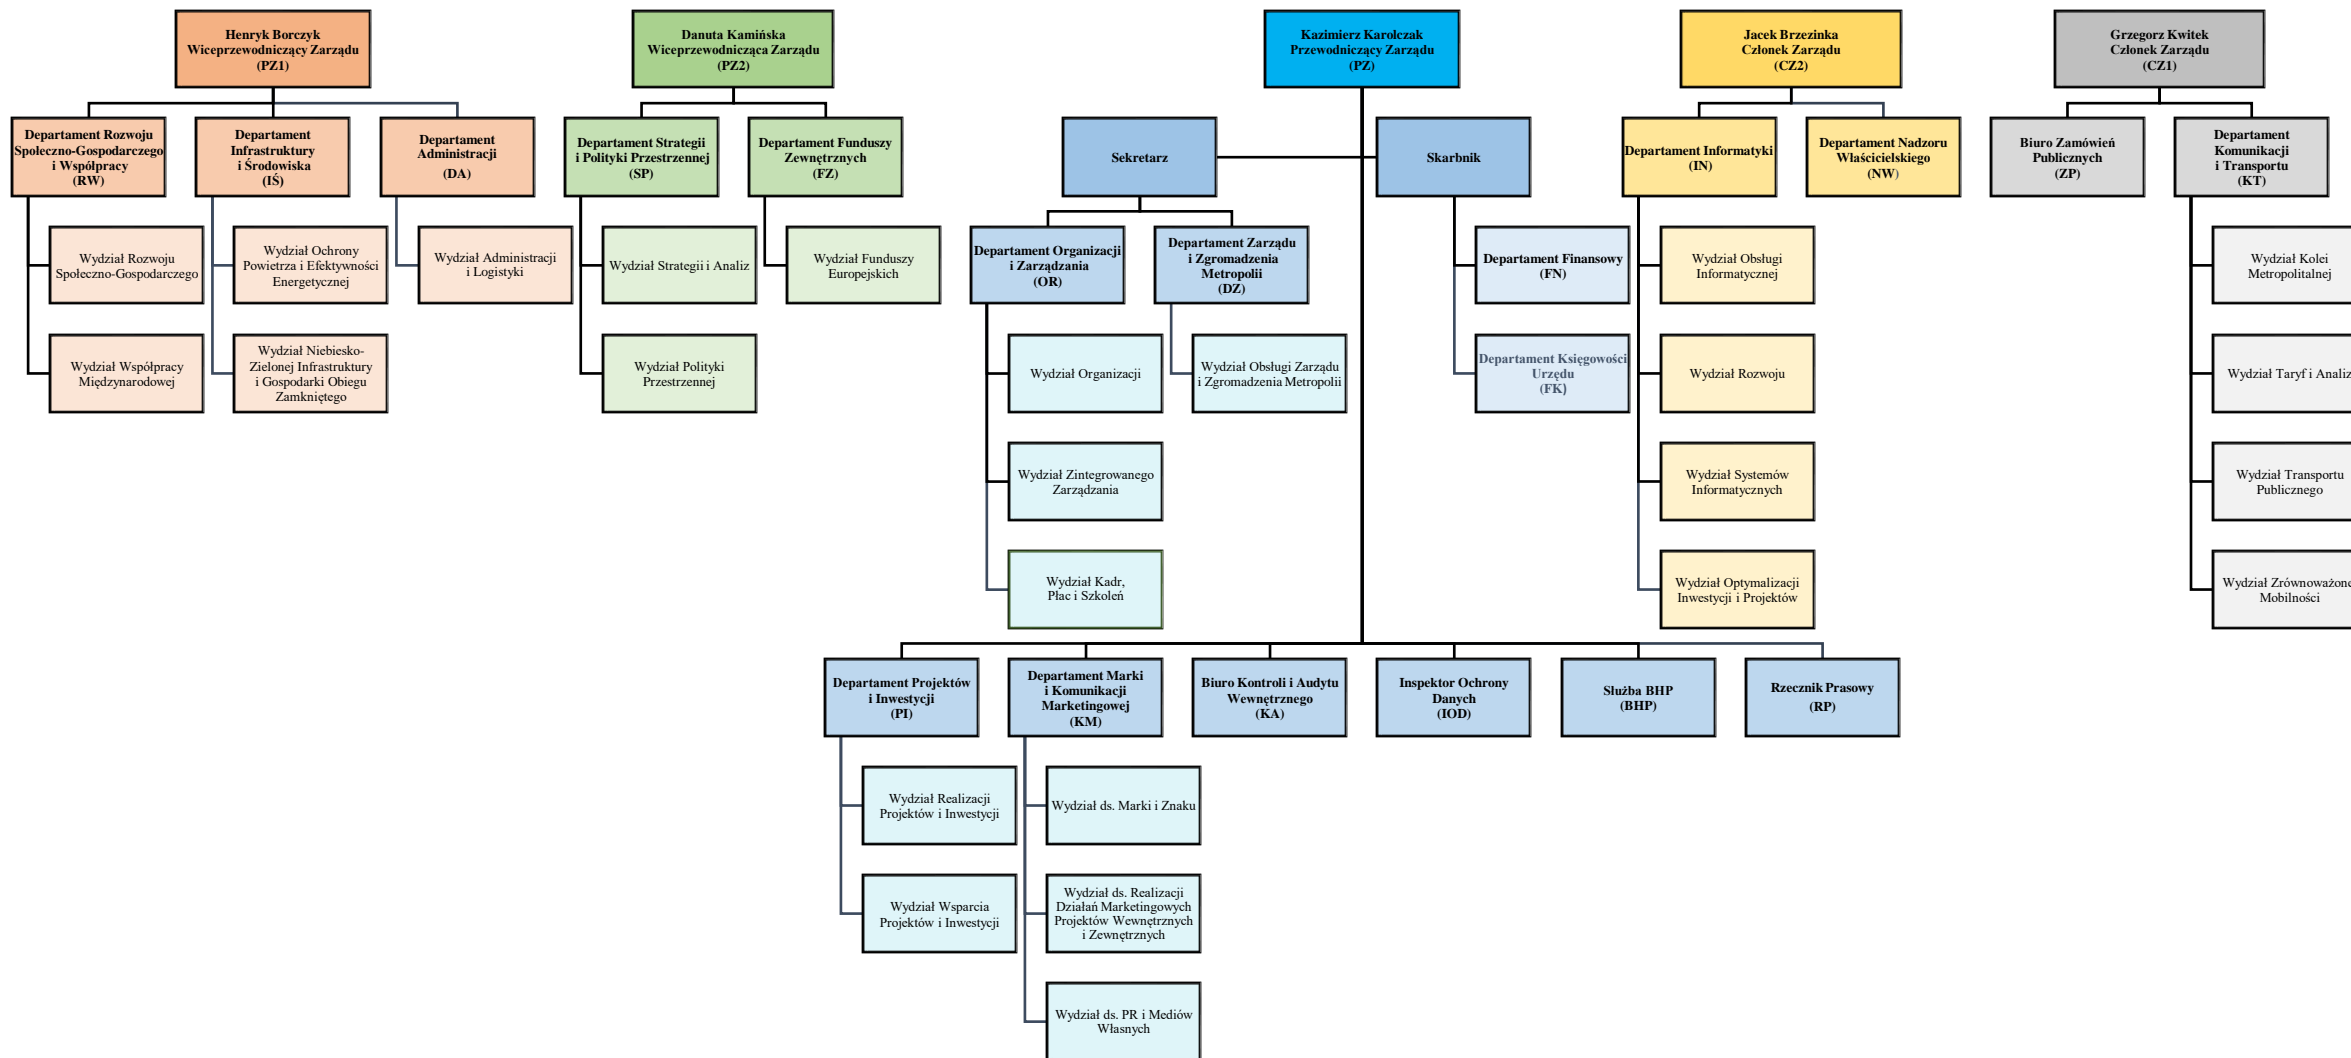 Henryk Borczyk
Wiceprzewodniczący Zarządu
(PZ1)
Danuta Kamińska
Wiceprzewodnicząca Zarządu
(PZ2)
Kazimierz Karolczak
Przewodniczący Zarządu
(PZ)
Jacek Brzezinka
Członek Zarządu
(CZ2)
Grzegorz Kwitek
Członek Zarządu
(CZ1)
Departament Rozwoju
Społeczno-Gospodarczego
i Współpracy
(RW)
Departament
Infrastruktury
i Środowiska
(IŚ)
Departament
Administracji
(DA)
Departament Strategii
i Polityki Przestrzennej
(SP)
Departament Funduszy
Zewnętrznych
(FZ)
Sekretarz
Skarbnik
Departament Informatyki
(IN)
Departament Nadzoru
Właścicielskiego
(NW)
Biuro Zamówień
Publicznych
(ZP)
Departament
Komunikacji
i Transportu
(KT)
Wydział Rozwoju
Społeczno-Gospodarczego
Wydział Ochrony
Powietrza i Efektywności
Energetycznej
Wydział Administracji
i Logistyki
Wydział Strategii i Analiz
Wydział Funduszy
Europejskich
Departament Organizacji
i Zarządzania
(OR)
Departament Zarządu
i Zgromadzenia
Metropolii
(DZ)
Departament Finansowy
(FN)
Wydział Obsługi
Informatycznej
Wydział Kolei
Metropolitalnej
Wydział Współpracy
Międzynarodowej
Wydział Niebiesko-
Zielonej Infrastruktury
i Gospodarki Obiegu
Zamkniętego
Wydział Polityki
Przestrzennej
Wydział Organizacji
Wydział Obsługi Zarządu
i Zgromadzenia Metropolii
Departament Księgowości
Urzędu
(FK)
Wydział Rozwoju
Wydział Taryf i Analiz
Wydział Zintegrowanego
Zarządzania
Wydział Systemów
Informatycznych
Wydział Transportu
Publicznego
Wydział Kadr,
Płac i Szkoleń
Wydział Optymalizacji
Inwestycji i Projektów
Wydział Zrównoważone
Mobilności
Departament Projektów
i Inwestycji
(PI)
Departament Marki
i Komunikacji
Marketingowej
(KM)
Biuro Kontroli i Audytu
Wewnętrznego
(KA)
Inspektor Ochrony
Danych
(IOD)
Służba BHP
(BHP)
Rzecznik Prasowy
(RP)
Wydział Realizacji
Projektów i Inwestycji
Wydział ds. Marki i Znaku
Wydział Wsparcia
Projektów i Inwestycji
Wydział ds. Realizacji
Działań Marketingowych
Projektów Wewnętrznych
i Zewnętrznych
Wydział ds. PR i Mediów
Własnych